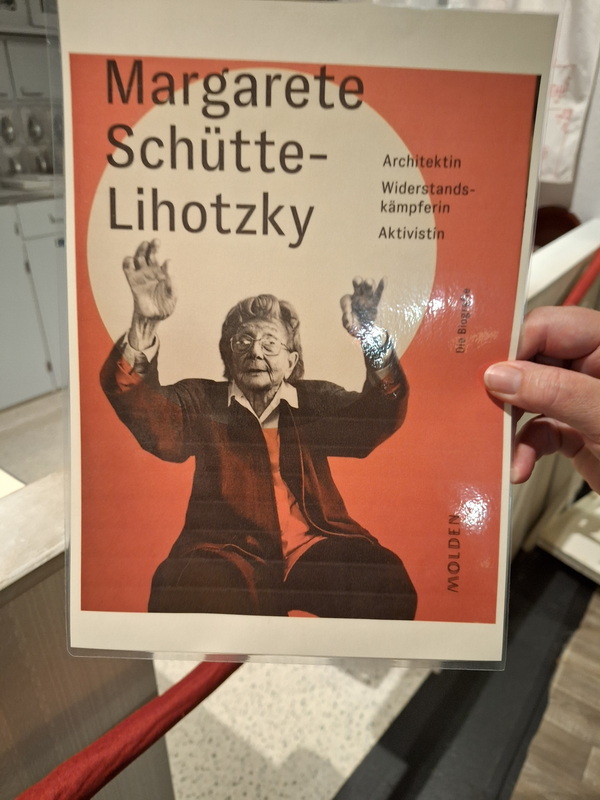 Margarete
Schütte-
Lihotzky
Architektin
Widerstands-
kämpferin
Aktivistin
Die Biografie
MOLDEN